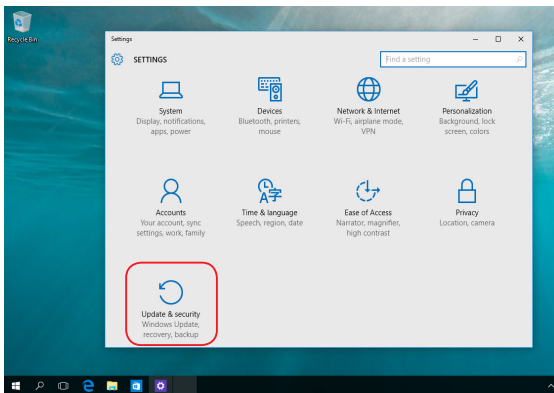 Recycle Bin
Settings
SETTINGS
Find a setting
System
Display, notifications,
apps, power
Devices
Bluetooth, printers,
mouse
Network & Internet
Wi-Fi, airplane mode,
VPN
Personalization
Background, lock
screen, colors
Accounts
Your account, sync
settings, work, family
Time & language
Speech, region, date
Ease of Access
Narrator, magnifier,
high contrast
Privacy
Location, camera
Update & security
Windows Update,
recovery, backup